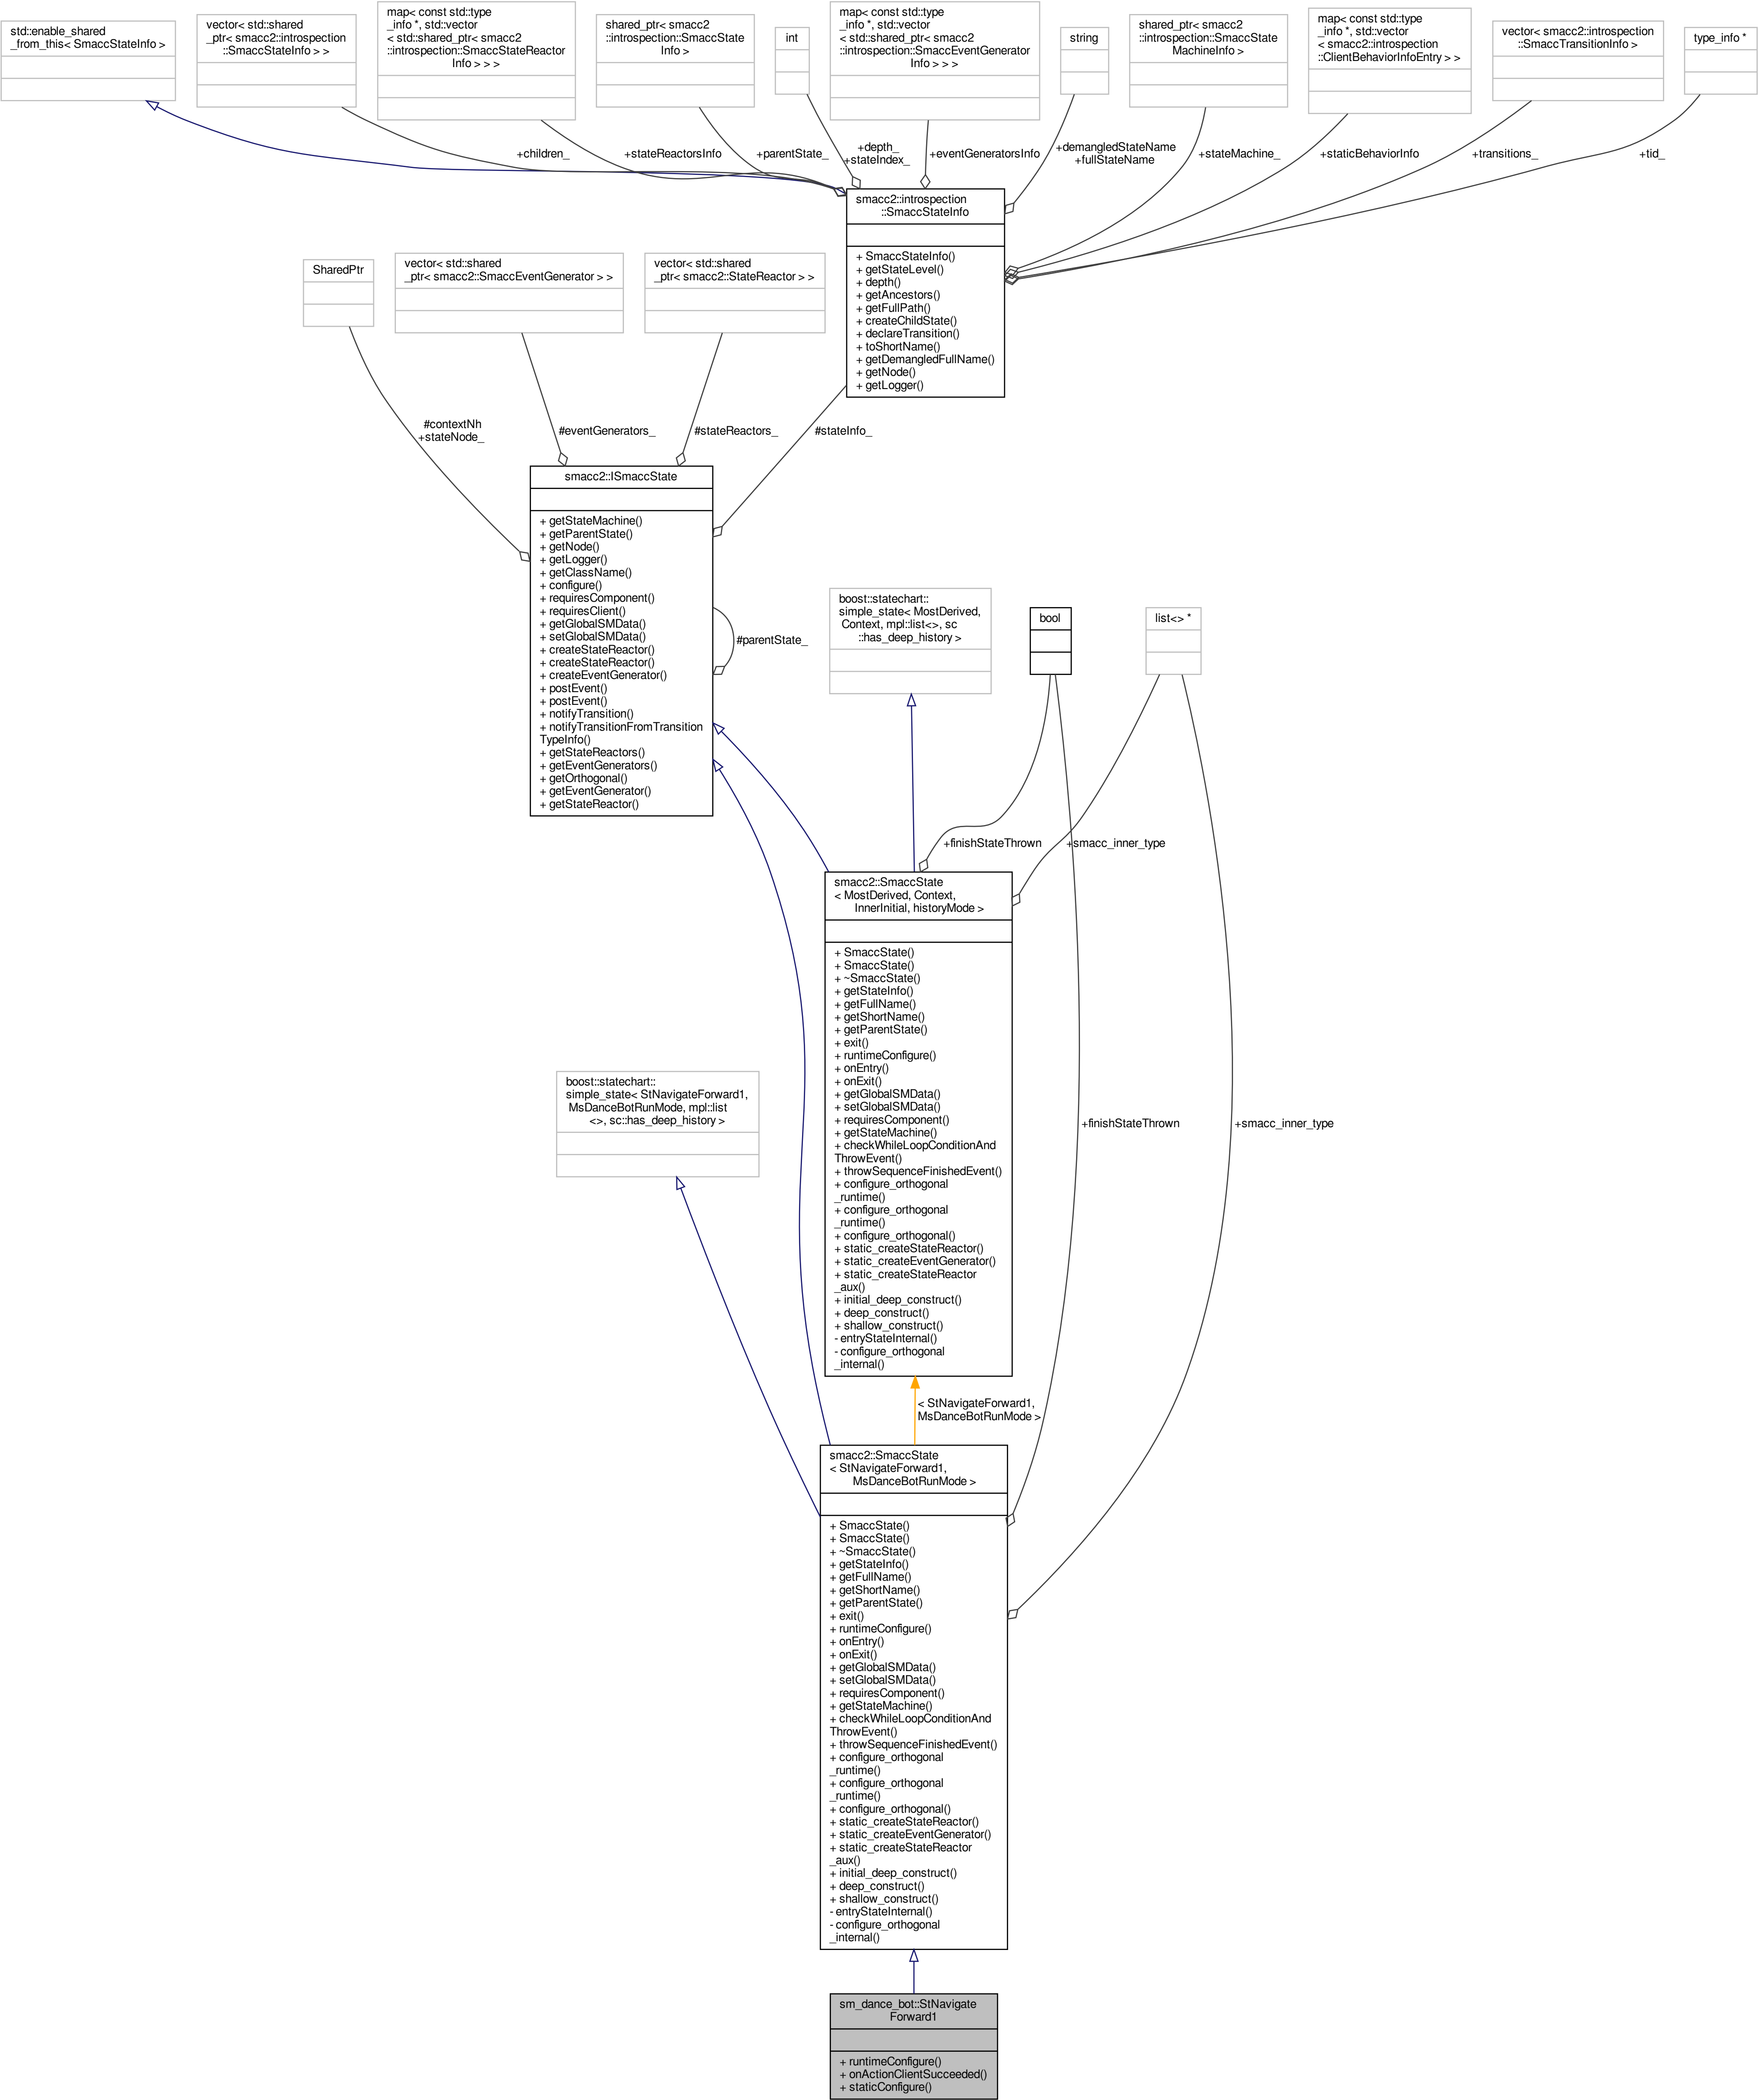 std::enable_shared
_from_this< SmaccStateInfo >
vector< std::shared
_ptr< smacc2::introspection
::SmaccStateInfo > >
map< const std::type
_info *, std::vector
< std::shared_ptr< smacc2
::introspection::SmaccStateReactor
Info > > >
shared_ptr< smacc2
::introspection::SmaccState
Info >
int
map< const std::type
_info *, std::vector
< std::shared_ptr< smacc2
::introspection::SmaccEventGenerator
Info > > >
string
shared_ptr< smacc2
::introspection::SmaccState
MachineInfo >
map< const std::type
_info *, std::vector
< smacc2::introspection
::ClientBehaviorInfoEntry > >
vector< smacc2::introspection
::SmaccTransitionInfo >
type_info *
+children_
+stateReactorsInfo
+parentState_
+depth_
+stateIndex_
+eventGeneratorsInfo
+demangledStateName
+fullStateName
+stateMachine_
+staticBehaviorInfo
+transitions_
+tid_
smacc2::introspection
::SmaccStateInfo
+ SmaccStateInfo()
+ getStateLevel()
+ depth()
+ getAncestors()
+ getFullPath()
+ createChildState()
+ declareTransition()
+ toShortName()
+ getDemangledFullName()
+ getNode()
+ getLogger()
SharedPtr
vector< std::shared
_ptr< smacc2::SmaccEventGenerator > >
vector< std::shared
_ptr< smacc2::StateReactor > >
#contextNh
+stateNode_
#eventGenerators_
#stateReactors_
#stateInfo_
smacc2::ISmaccState
+ getStateMachine()
+ getParentState()
+ getNode()
+ getLogger()
+ getClassName()
+ configure()
+ requiresComponent()
+ requiresClient()
+ getGlobalSMData()
+ setGlobalSMData()
+ createStateReactor()
+ createStateReactor()
+ createEventGenerator()
+ postEvent()
+ postEvent()
+ notifyTransition()
+ notifyTransitionFromTransition
TypeInfo()
+ getStateReactors()
+ getEventGenerators()
+ getOrthogonal()
+ getEventGenerator()
+ getStateReactor()
#parentState_
boost::statechart::
simple_state< MostDerived,
Context, mpl::list<>, sc
::has_deep_history >
bool
list<> *
+finishStateThrown
+smacc_inner_type
smacc2::SmaccState
< MostDerived, Context,
InnerInitial, historyMode >
+ SmaccState()
+ SmaccState()
+ ~SmaccState()
+ getStateInfo()
+ getFullName()
+ getShortName()
+ getParentState()
+ exit()
+ runtimeConfigure()
+ onEntry()
+ onExit()
+ getGlobalSMData()
+ setGlobalSMData()
+ requiresComponent()
+ getStateMachine()
+ checkWhileLoopConditionAnd
ThrowEvent()
+ throwSequenceFinishedEvent()
+ configure_orthogonal
_runtime()
+ configure_orthogonal
_runtime()
+ configure_orthogonal()
+ static_createStateReactor()
+ static_createEventGenerator()
+ static_createStateReactor
_aux()
+ initial_deep_construct()
+ deep_construct()
+ shallow_construct()
- entryStateInternal()
- configure_orthogonal
_internal()
boost::statechart::
simple_state< StNavigateForward1,
MsDanceBotRunMode, mpl::list
<>, sc::has_deep_history >
+finishStateThrown
+smacc_inner_type
< StNavigateForward1,
MsDanceBotRunMode >
smacc2::SmaccState
< StNavigateForward1,
MsDanceBotRunMode >
+ SmaccState()
+ SmaccState()
+ ~SmaccState()
+ getStateInfo()
+ getFullName()
+ getShortName()
+ getParentState()
+ exit()
+ runtimeConfigure()
+ onEntry()
+ onExit()
+ getGlobalSMData()
+ setGlobalSMData()
+ requiresComponent()
+ getStateMachine()
+ checkWhileLoopConditionAnd
ThrowEvent()
+ throwSequenceFinishedEvent()
+ configure_orthogonal
_runtime()
+ configure_orthogonal
_runtime()
+ configure_orthogonal()
+ static_createStateReactor()
+ static_createEventGenerator()
+ static_createStateReactor
_aux()
+ initial_deep_construct()
+ deep_construct()
+ shallow_construct()
- entryStateInternal()
- configure_orthogonal
_internal()
sm_dance_bot::StNavigate
Forward1
+ runtimeConfigure()
+ onActionClientSucceeded()
+ staticConfigure()